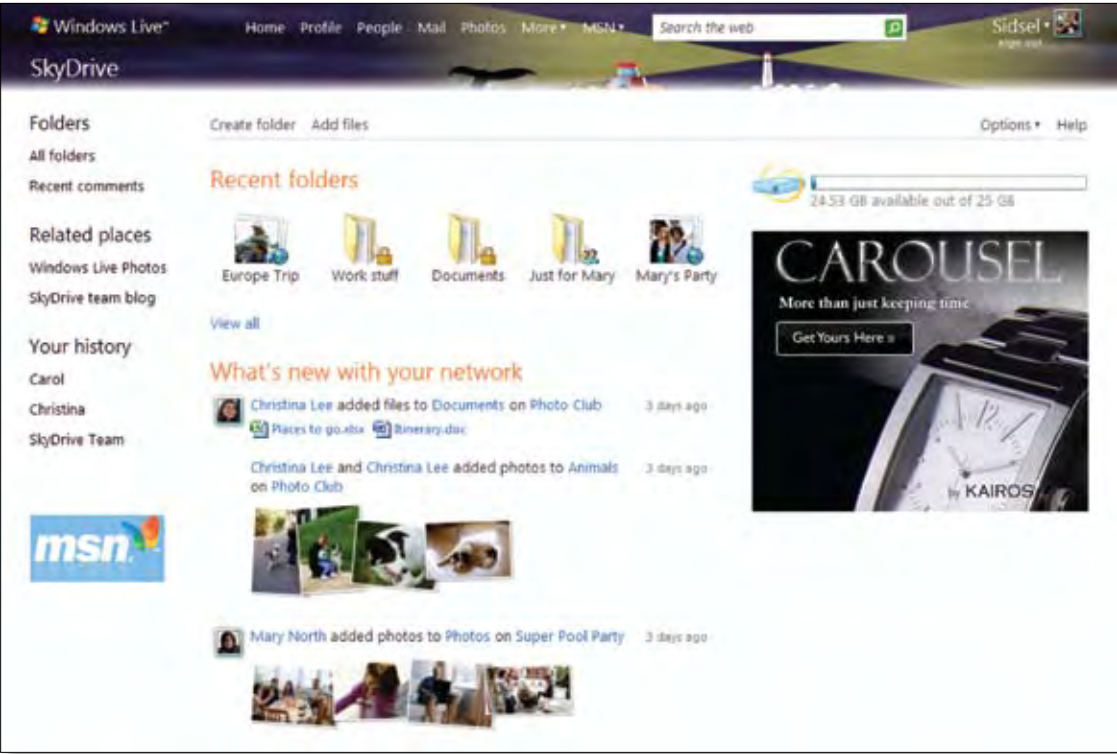 Windows Live™ Home Profile People Mail Photos More MSN Search the web Sidsel
sign out
SkyDrive
Folders
All folders
Recent comments
Related places
Windows Live Photos
SkyDrive team blog
Your history
Carol
Christina
SkyDrive Team
msn
Create folder Add files Options Help
Recent folders
Europe Trip Work stuff Documents Just for Mary Mary's Party
View all
What's new with your network
Christina Lee added files to Documents on Photo Club 3 days ago
Places to go.xlsx Itinerary.doc
Christina Lee and Christina Lee added photos to Animals 3 days ago
on Photo Club
Mary North added photos to Photos on Super Pool Party 3 days ago
24.53 GB available out of 25 GB
CAROUSEL
More than just keeping time
Get Yours Here »
by KAIROS